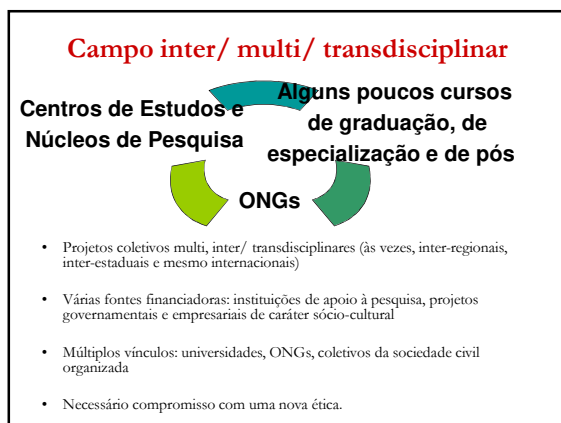 Campo inter/ multi/ transdisciplinar
Centros de Estudos e
Núcleos de Pesquisa
Alguns poucos cursos
de graduação, de
especialização e de pós
ONGs
• Projetos coletivos multi, inter/ transdisciplinares (às vezes, inter-regionais,
inter-estaduais e mesmo internacionais)
• Várias fontes financiadoras: instituições de apoio à pesquisa, projetos
governamentais e empresariais de caráter sócio-cultural
• Múltiplos vínculos: universidades, ONGs, coletivos da sociedade civil
organizada
• Necessário compromisso com uma nova ética.